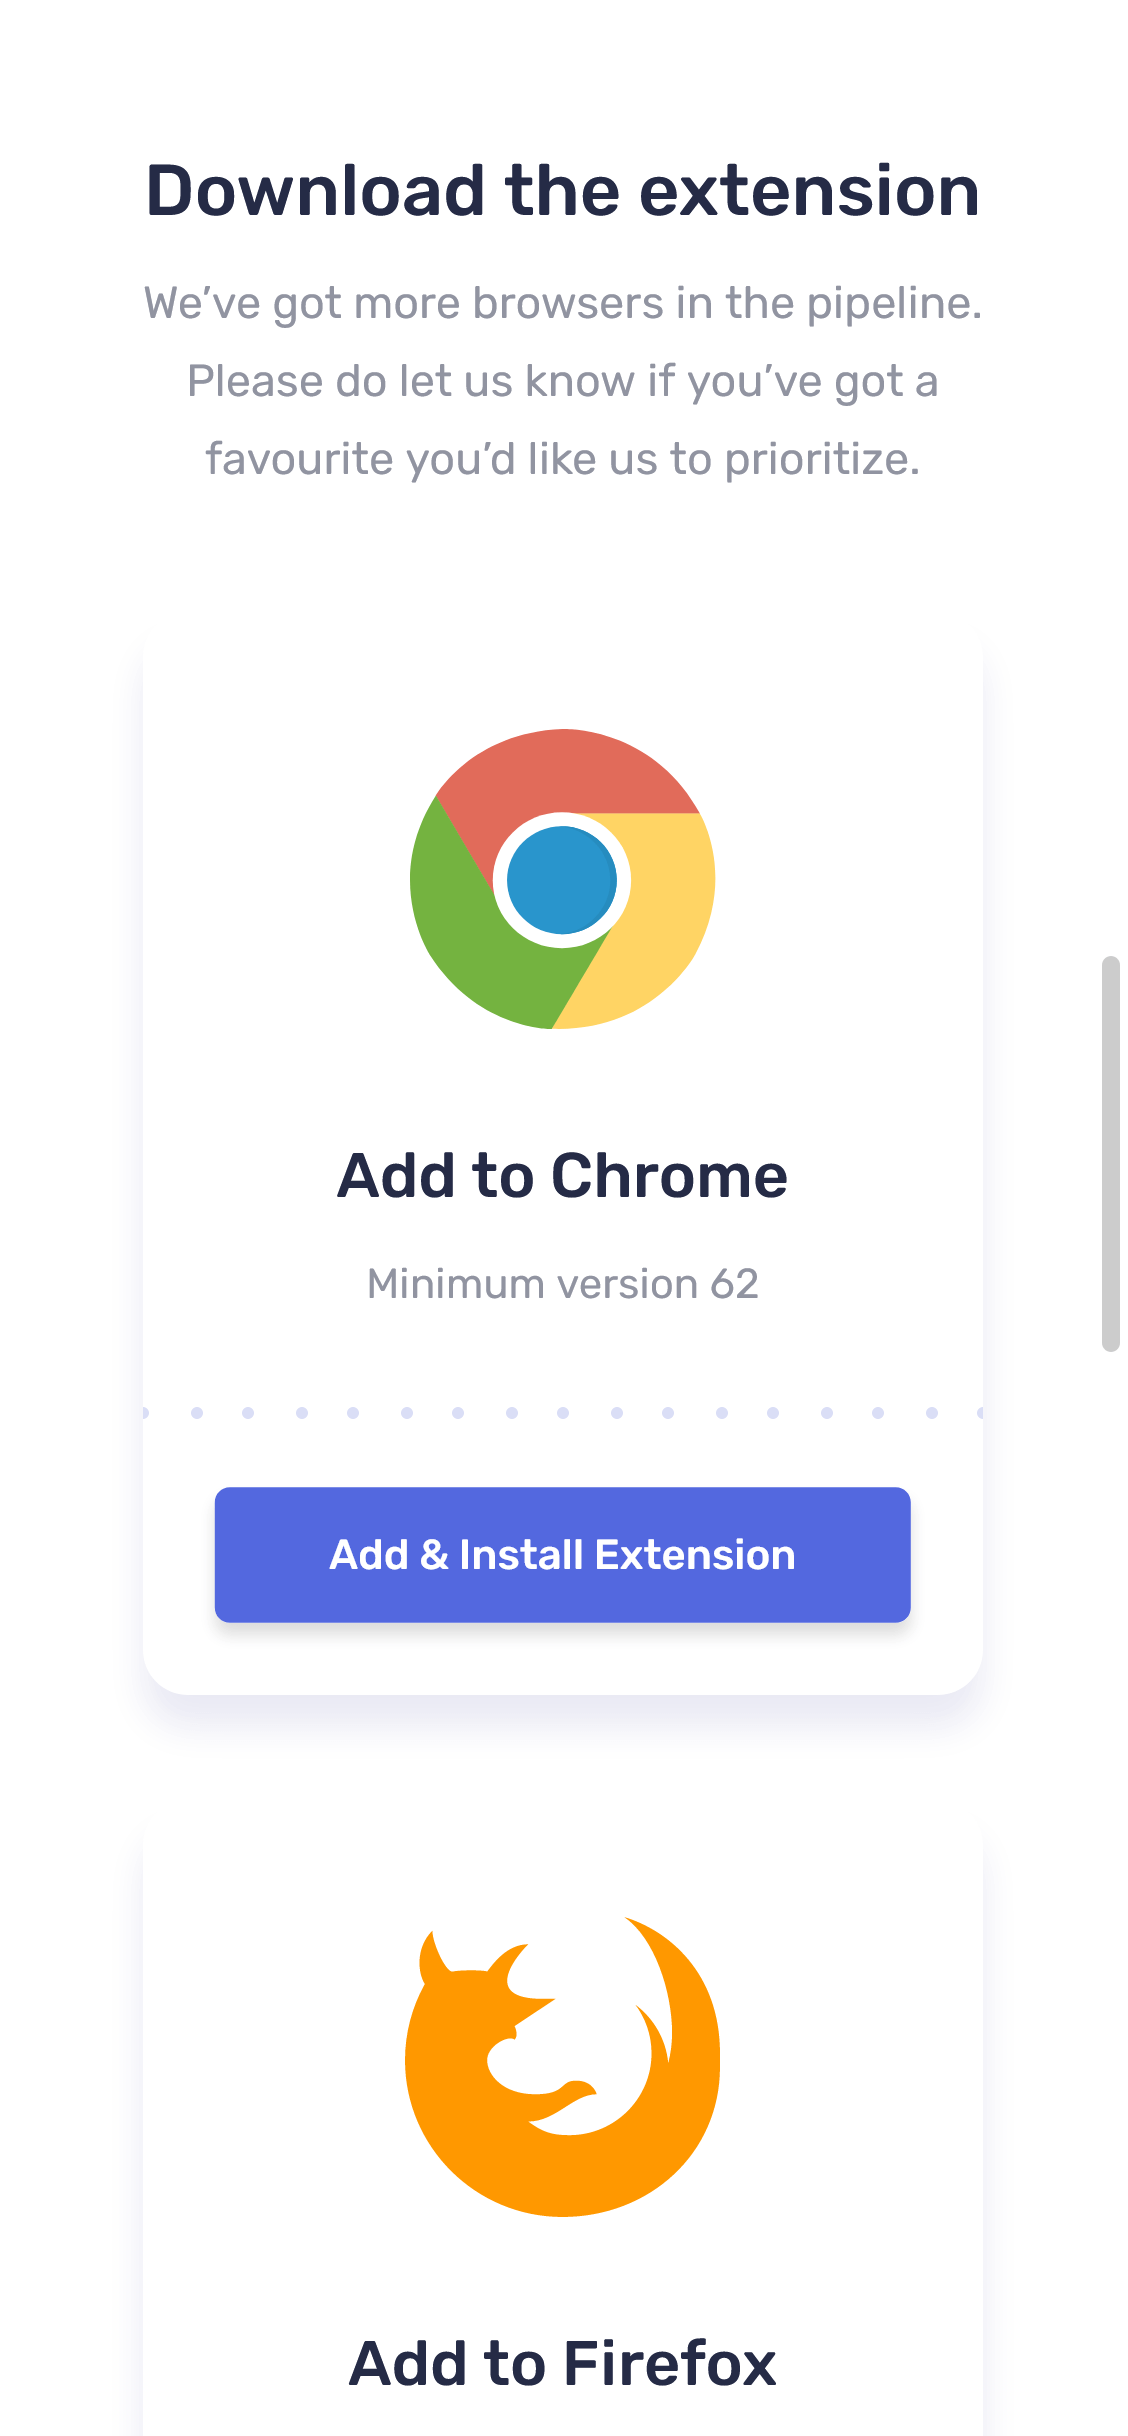 Download the extension
We’ve got more browsers in the pipeline.
Please do let us know if you’ve got a
favourite you’d like us to prioritize.
Add to Chrome
Minimum version 62
Add & Install Extension
Add to Firefox